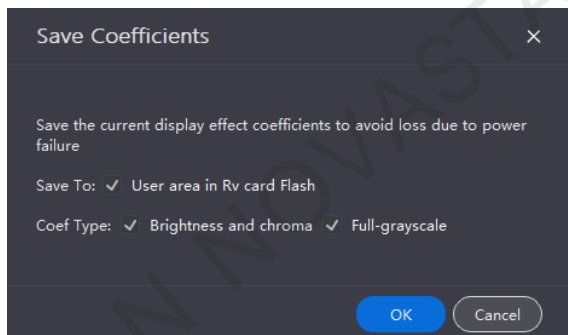 Save Coefficients
Save the current display effect coefficients to avoid loss due to power
failure
Save To: User area in Rv card Flash
Coef Type: Brightness and chroma Full-grayscale
OK Cancel
N NOVASTA